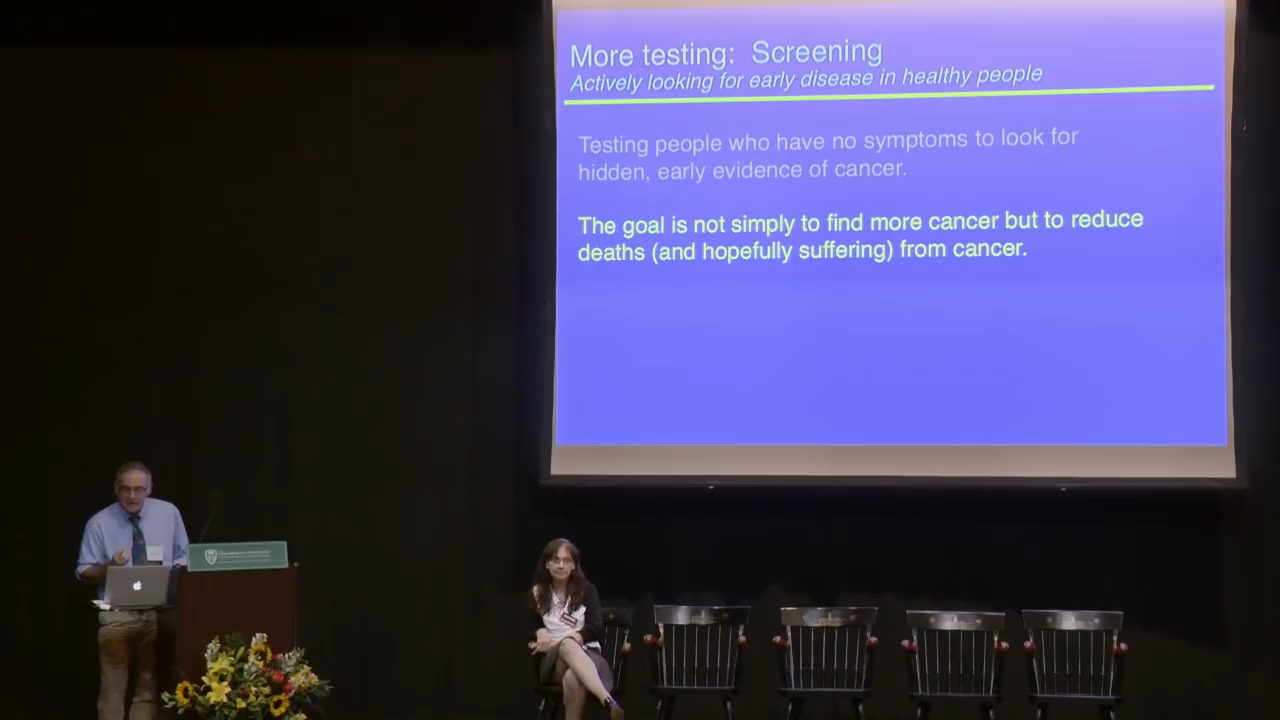 More testing: Screening
Actively looking for early disease in healthy people
Testing people who have no symptoms to look for
hidden, early evidence of cancer.
The goal is not simply to find more cancer but to reduce
deaths (and hopefully suffering) from cancer.